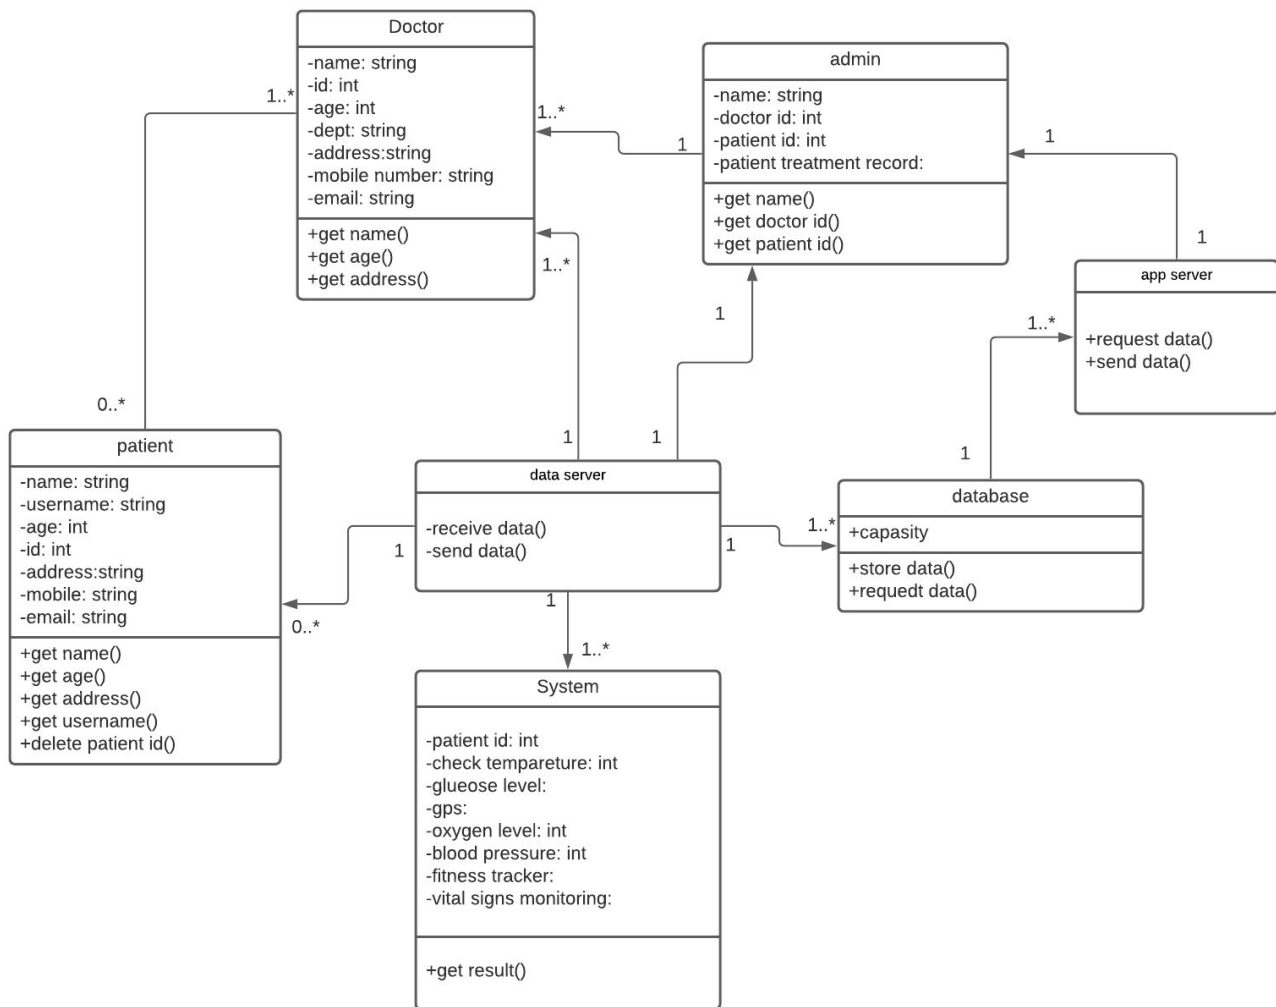 Doctor
-name: string
-id: int
-age: int
-dept: string
-address:string
-mobile number: string
-email: string
+get name()
+get age()
+get address()
admin
-name: string
-doctor id: int
-patient id: int
-patient treatment record:
+get name()
+get doctor id()
+get patient id()
1..*
1..*
1
1
1
1..*
1
1..*
app server
+request data()
+send data()
0..*
1
1
1
patient
-name: string
-username: string
-age: int
-id: int
-address:string
-mobile: string
-email: string
+get name()
+get age()
+get address()
+get username()
+delete patient id()
data server
-receive data()
-send data()
database
+capasity
+store data()
+requedt data()
1
0..*
1
1..*
1
1..*
System
-patient id: int
-check tempareture: int
-glueose level:
-gps:
-oxygen level: int
-blood pressure: int
-fitness tracker:
-vital signs monitoring:
+get result()